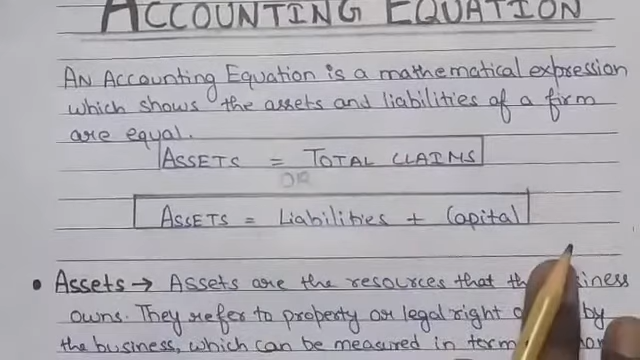 ACCOUNTING EQUATION
AN Accounting Equation is a mathematical expression
which shows the assets and liabilities of a firm
are equal.
ASSETS = TOTAL CLAIMS
OR
ASSETS = Liabilities + Capital
• Assets → Assets are the resources that
owns. They refer to property or legal right by
the business, which can be measured in